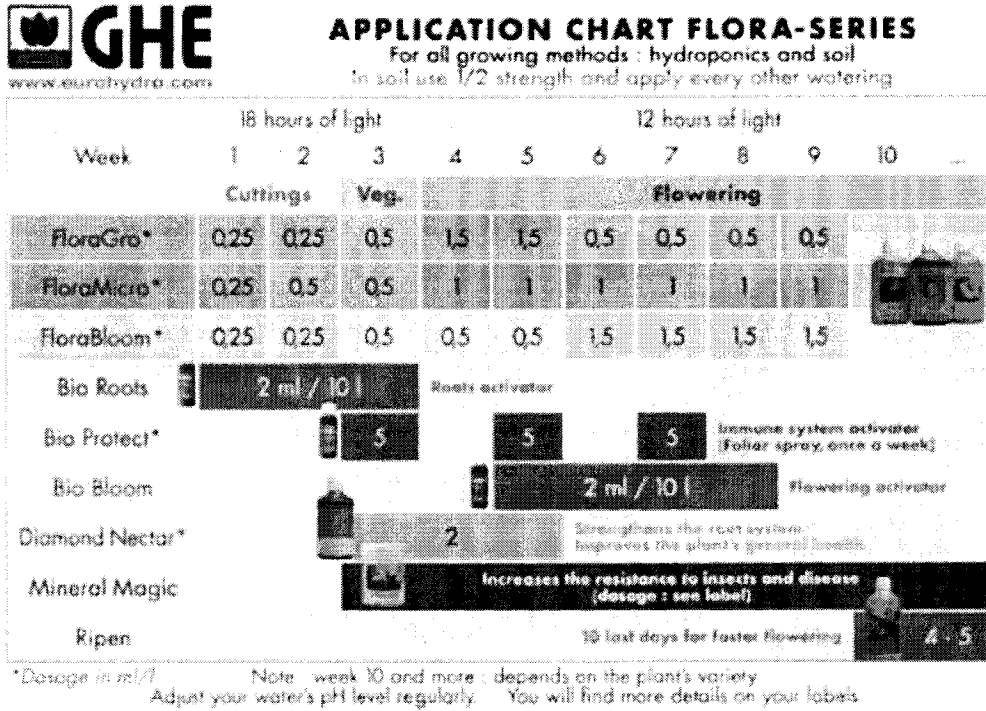 GHE
www.eurohydro.com
APPLICATION CHART FLORA-SERIES
For all growing methods : hydroponics and soil
In soil use 1/2 strength and apply every other watering
18 hours of light 12 hours of light
Week 1 2 3 4 5 6 7 8 9 10 ...
Cuttings Veg. Flowering
FloraGro* 0,25 0,25 0,5 1,5 1,5 0,5 0,5 0,5 0,5
FloraMicro* 0,25 0,5 0,5 1 1 1 1 1 1
FloraBloom* 0,25 0,25 0,5 0,5 0,5 1,5 1,5 1,5 1,5
Bio Roots 2 ml / 10 l Roots activator
Bio Protect* 5 5 5 Immune system activator
(Foliar spray, once a week)
Bio Bloom 2 ml / 10 l Flowering activator
Diamond Nectar* 2 Strengthens the root system
Improves the plant's general health
Mineral Magic Increases the resistance to insects and disease
(dosage : see label)
Ripen 10 last days for faster flowering 4 - 5
*Dosage in ml/l Note : week 10 and more : depends on the plant's variety
Adjust your water's pH level regularly. You will find more details on your labels